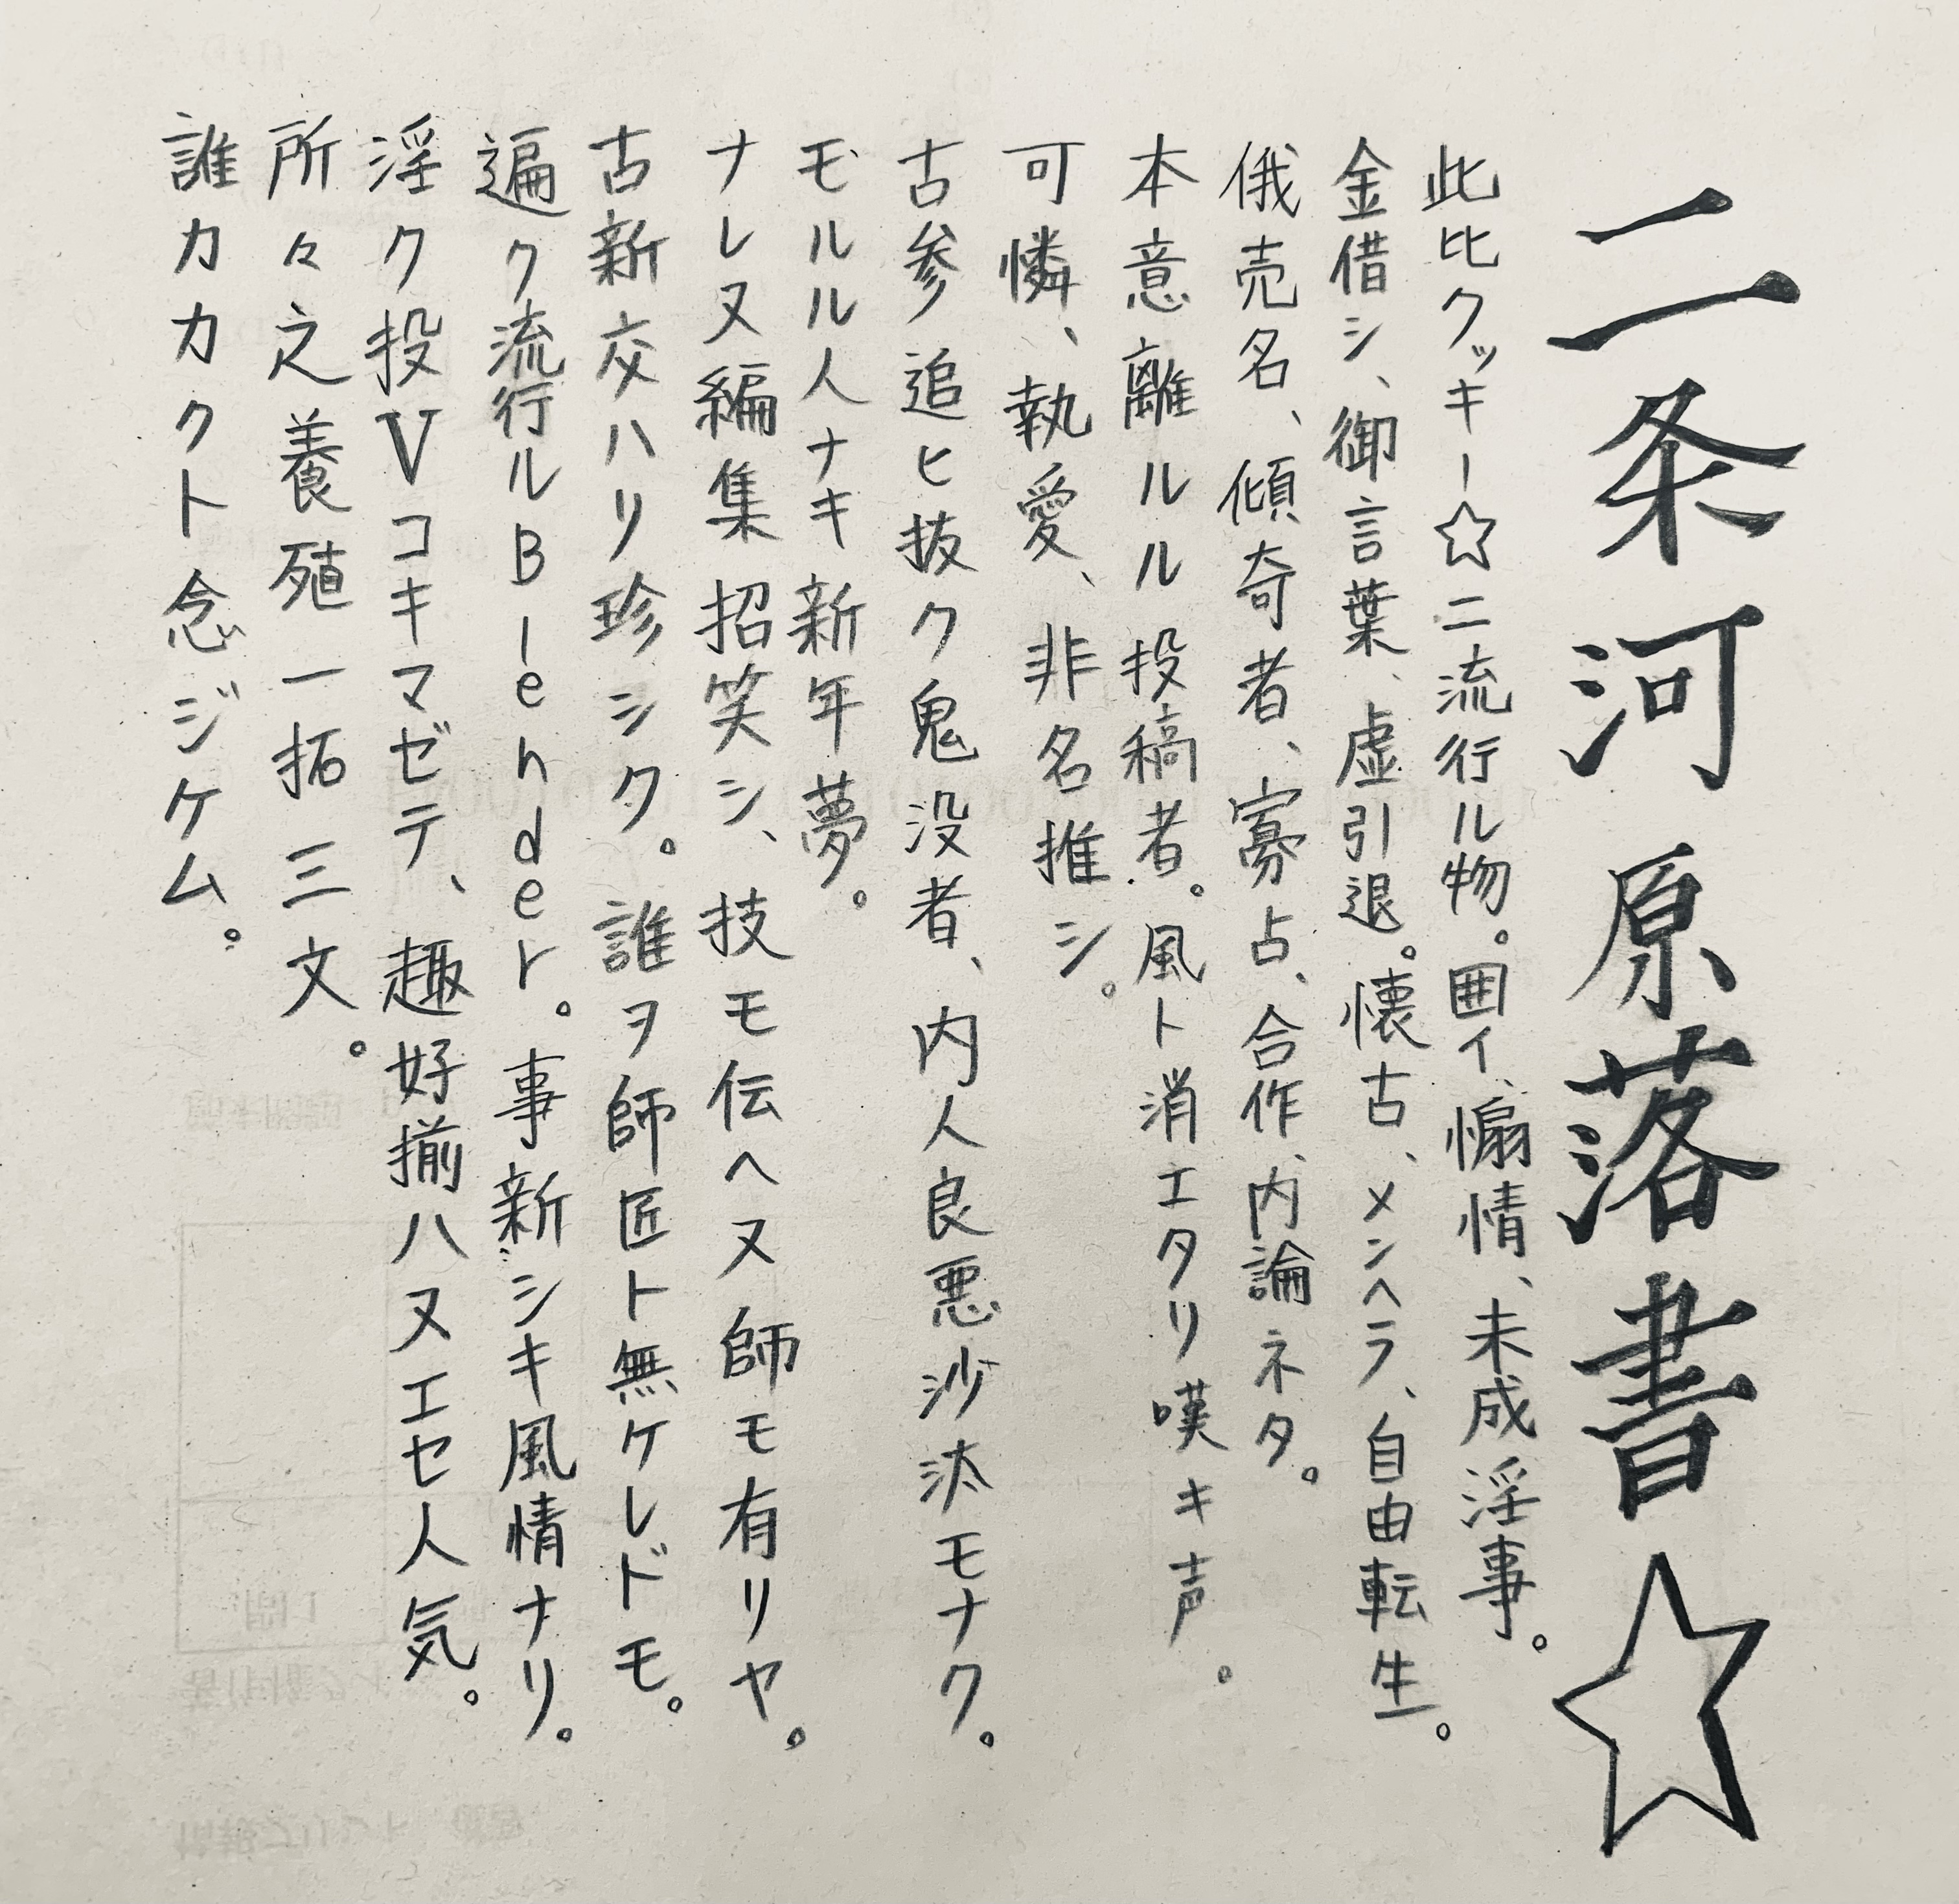 二条河原落書☆
此比クッキー☆ニ流行ル物。囲イ、煽情、未成淫事。
金借シ、御言葉、虚引退。懐古、メンヘラ、自由転生。
俄売名、傾奇者、寡占、合作、内論ネタ。
本意離ルル投稿者。風ト消エタリ嘆キ声。
可憐、執愛、非名推シ。
古参追ヒ抜ク鬼没者、内人良悪沙汰モナク。
モルル人ナキ新年夢。
ナレヌ編集招笑シ、技モ伝ヘヌ師モ有リヤ。
古新交ハリ珍シク。誰ヲ師匠ト無ケレドモ。
遍ク流行ルBlender。事新シキ風情ナリ。
淫ク投Vコキマゼテ、趣好揃ハヌエセ人気。
所々之養殖一拓三文。
誰カカクト念ジケム。